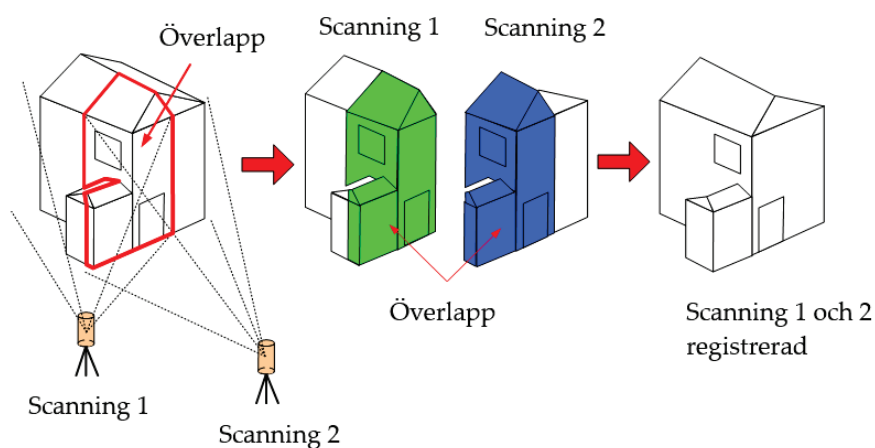 Överlapp
Scanning 1
Scanning 2
Överlapp
Scanning 1 och 2
registrerad
Scanning 1
Scanning 2